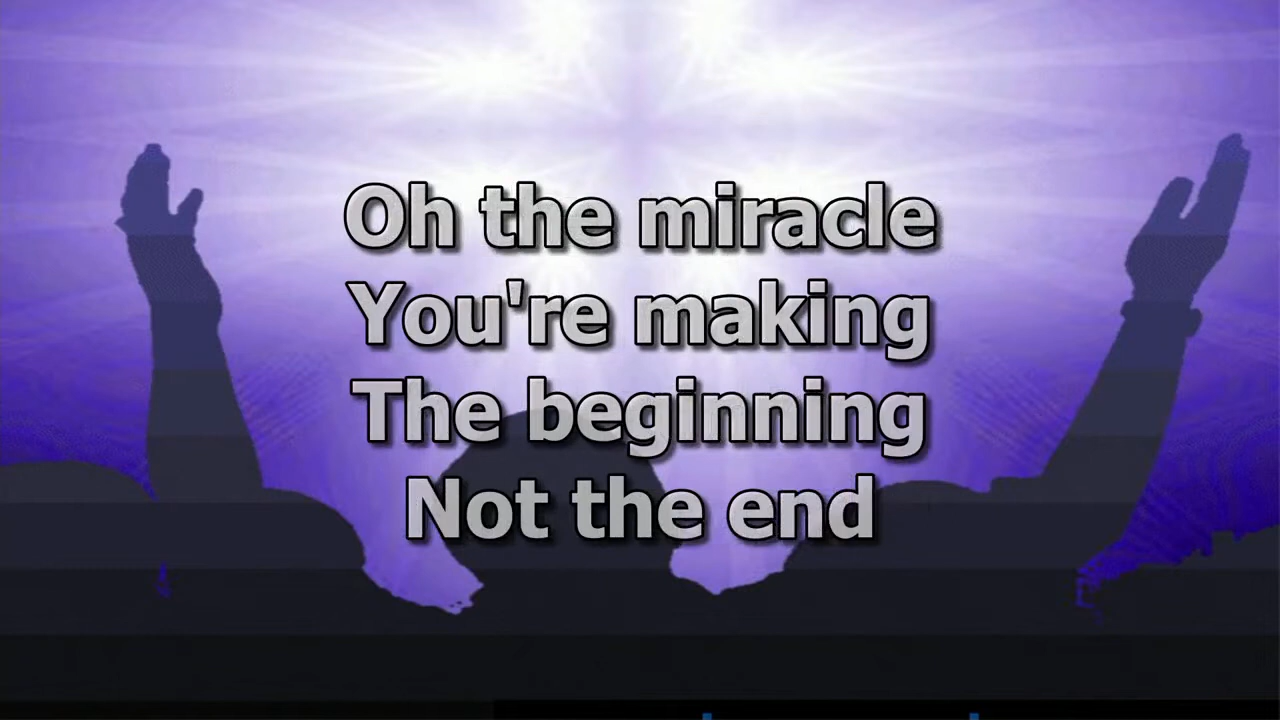 Oh the miracle
You're making
The beginning
Not the end